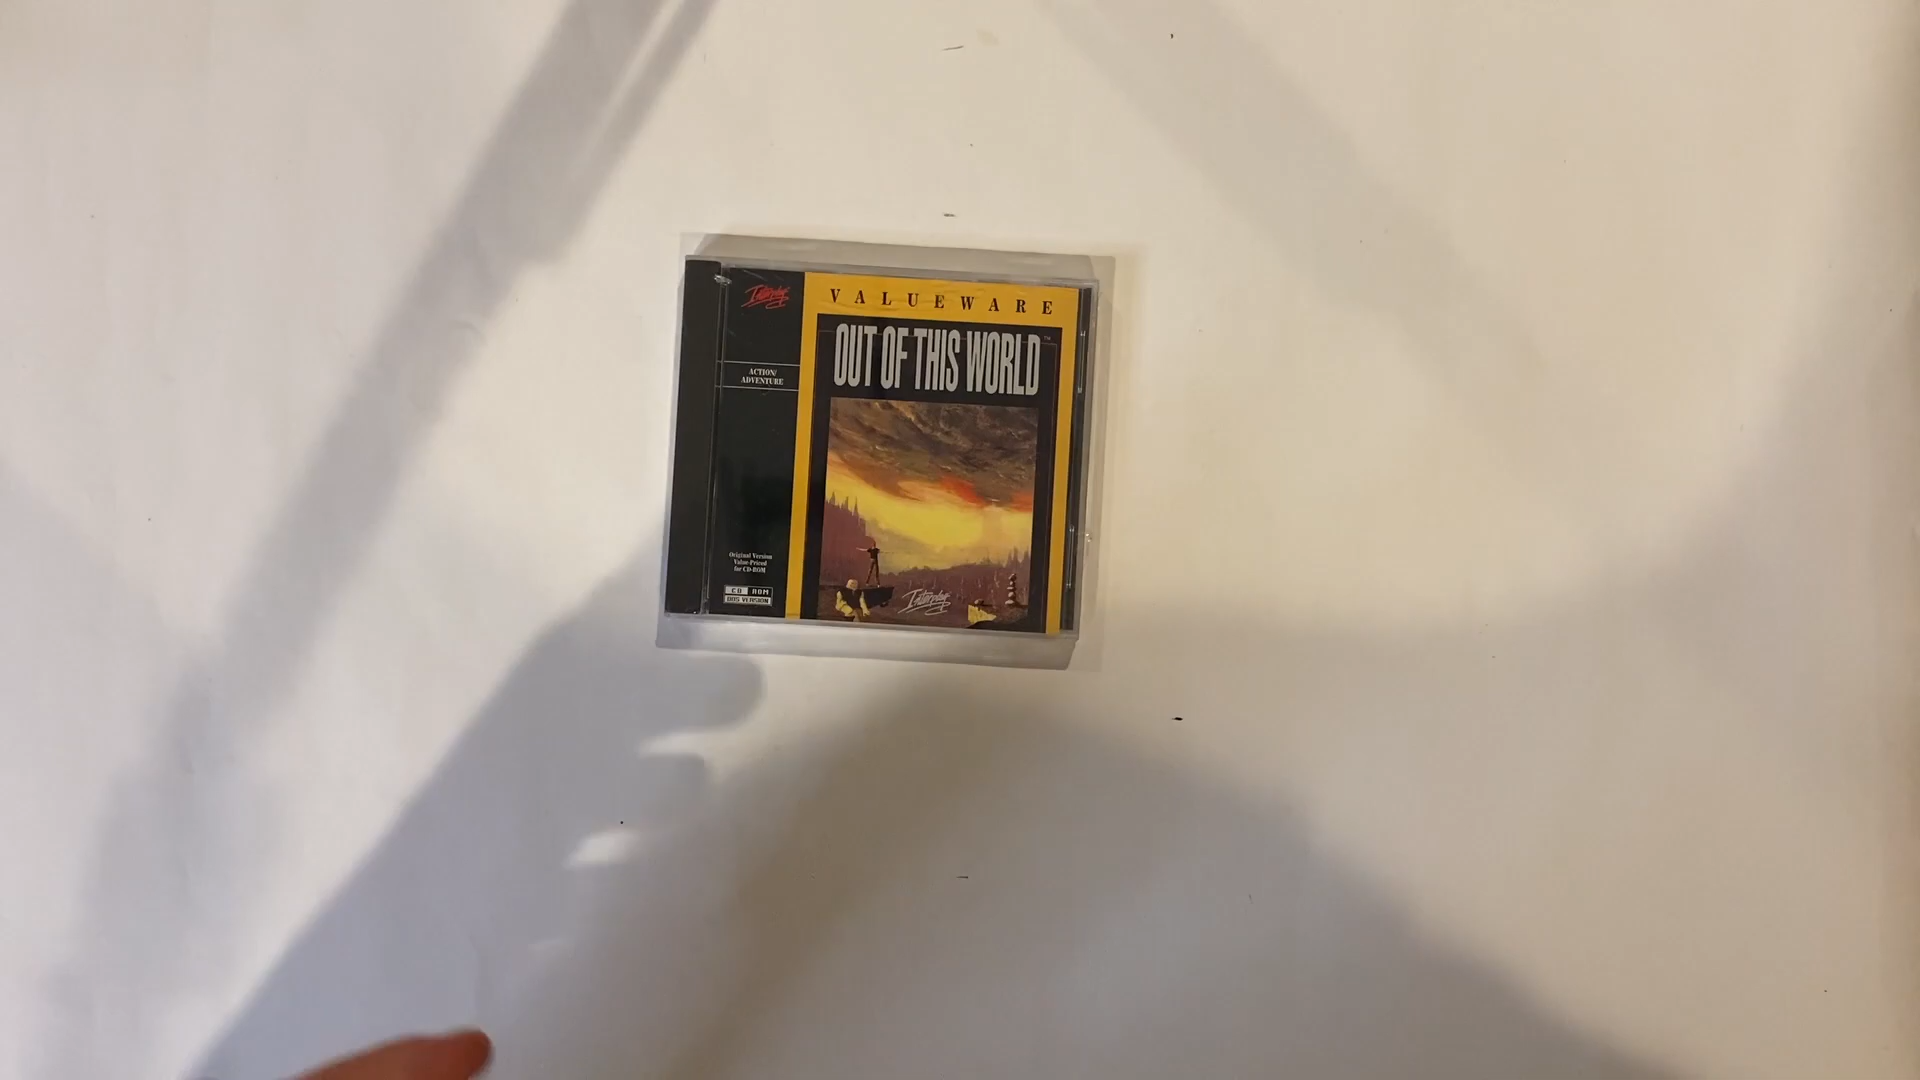 Interplay
VALUEWARE
OUT OF THIS WORLD™
ACTION/
ADVENTURE
Original Version
Value-Priced
for CD-ROM
CD ROM
DOS VERSION
Interplay